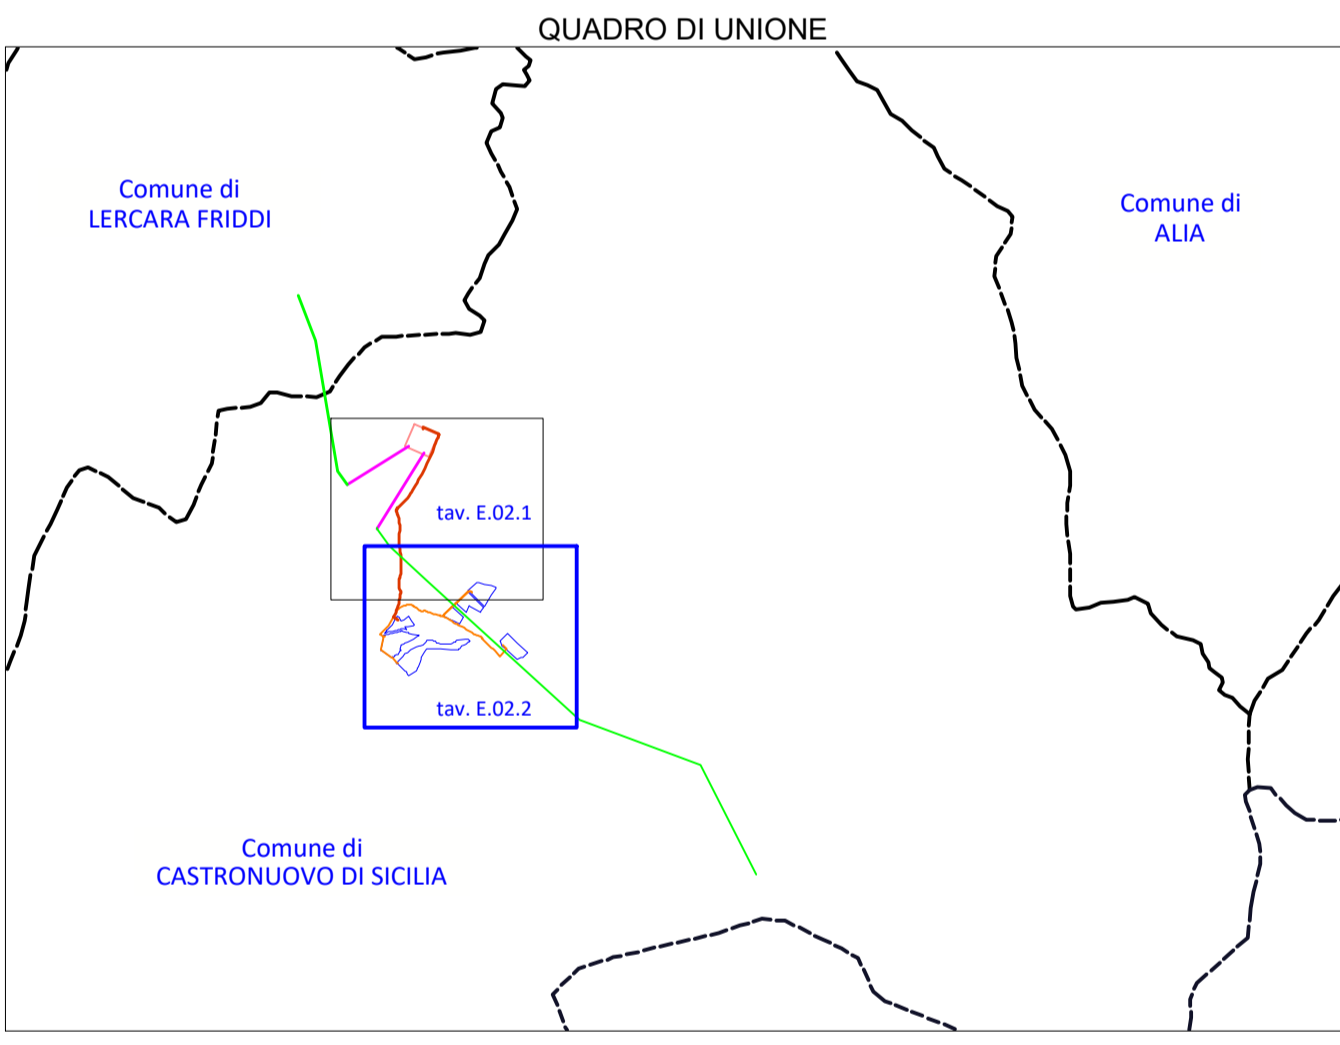 QUADRO DI UNIONE
Comune di
LERCARA FRIDDI
Comune di
ALIA
tav. E.02.1
tav. E.02.2
Comune di
CASTRONUOVO DI SICILIA